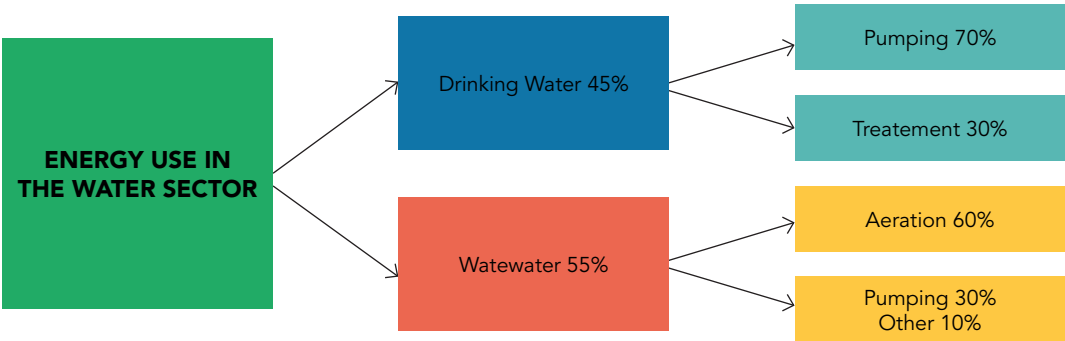 ENERGY USE IN
THE WATER SECTOR
Drinking Water 45%
Pumping 70%
Treatement 30%
Watewater 55%
Aeration 60%
Pumping 30%
Other 10%